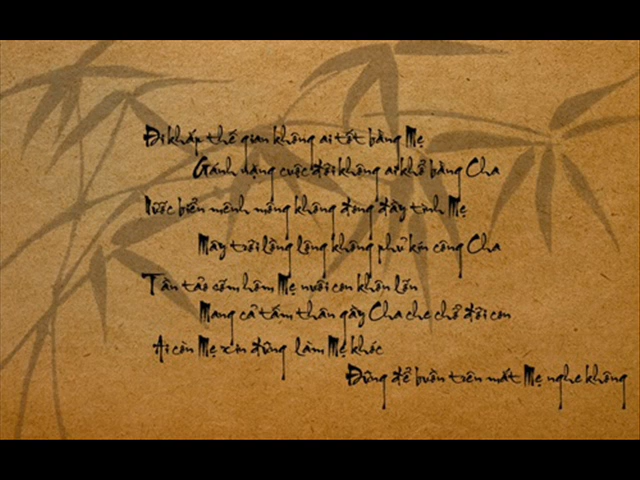 Đi khắp thế gian không ai tốt bằng Mẹ
Gánh nặng cuộc đời không ai khổ bằng Cha
Nước biển mênh mông không đong đầy tình Mẹ
Mây trời lồng lộng không phủ kín công Cha
Tần tảo sớm hôm Mẹ nuôi con khôn lớn
Mang cả tấm thân gầy Cha che chở đời con
Ai còn Mẹ xin đừng làm Mẹ khóc
Đừng để buồn trên mắt Mẹ nghe không